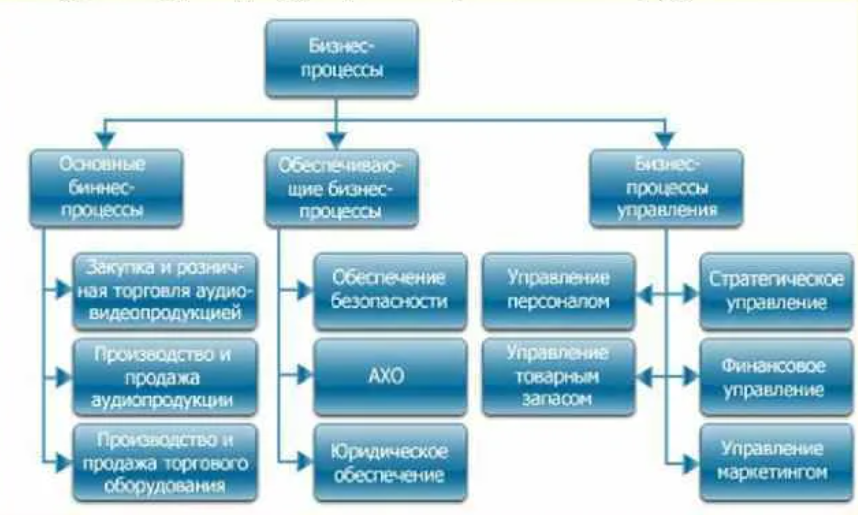 Бизнес-
процессы
Основные
биннес-
процессы
Обеспечиваю-
щие бизнес-
процессы
Бизнес-
процессы
управления
Закупка и рознич-
ная торговля аудио-
видеопродукцией
Производство и
продажа
аудиопродукции
Производство и
продажа торгового
оборудования
Обеспечение
безопасности
АХО
Юридическое
обеспечение
Управление
персоналом
Управление
товарным
запасом
Стратегическое
управление
Финансовое
управление
Управление
маркетингом